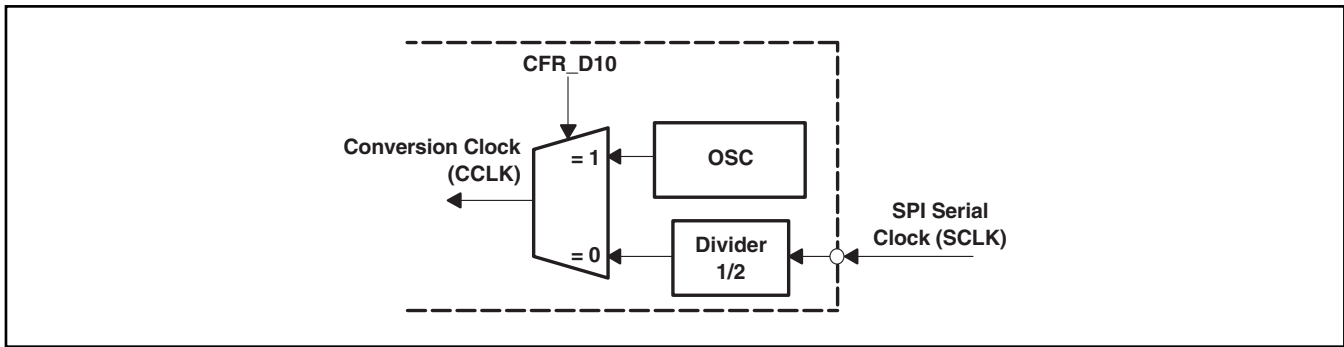 CFR_D10
Conversion Clock
(CCLK)
= 1
OSC
SPI Serial
Clock (SCLK)
= 0
Divider
1/2